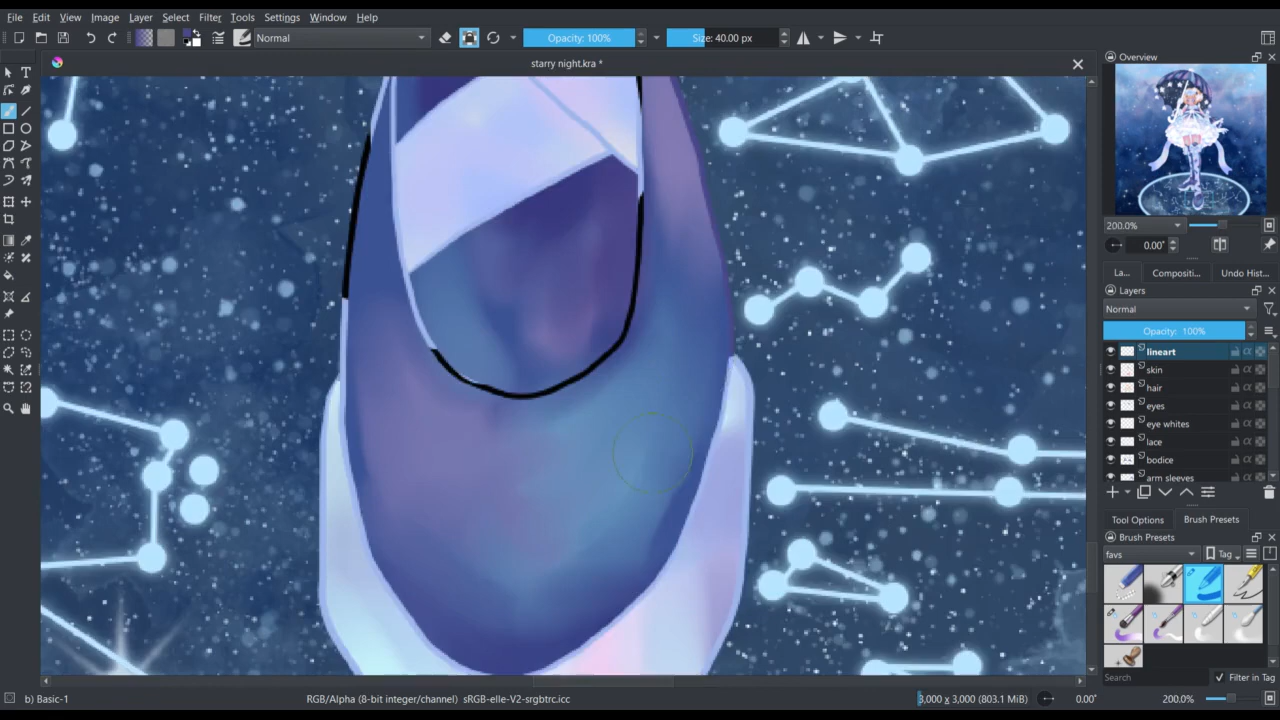 File Edit View Image Layer Select Filter Tools Settings Window Help
Normal
Opacity: 100%
Size: 40.00 px
starry night.kra *
Overview
200.0%
0.00°
La...
Compositi...
Undo Hist...
Layers
Normal
Opacity: 100%
lineart
skin
hair
eyes
eye whites
lace
bodice
arm sleeves
Tool Options
Brush Presets
Brush Presets
favs
Tag
Search
Filter in Tag
b) Basic-1
RGB/Alpha (8-bit integer/channel) sRGB-elle-V2-srgbtrc.icc
3,000 x 3,000 (803.1 MiB)
0.00°
200.0%